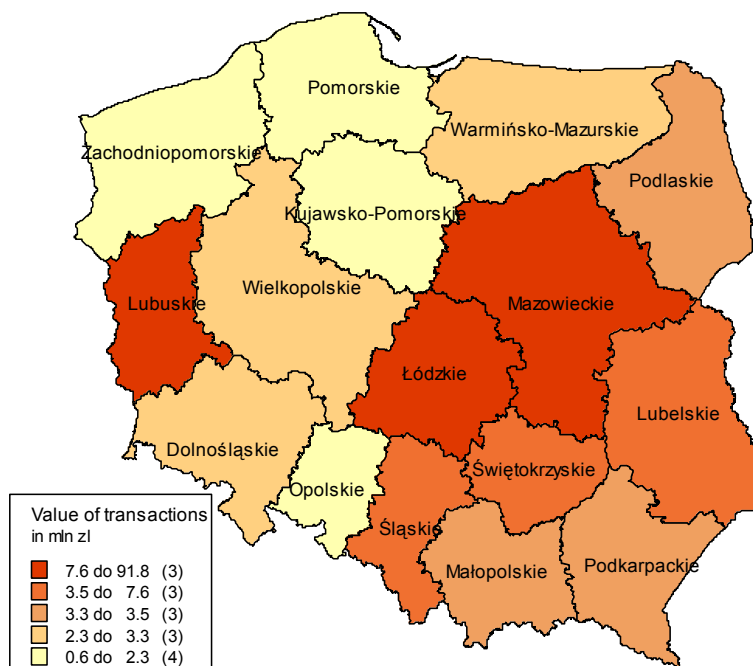 Pomorskie
Warmińsko-Mazurskie
Zachodniopomorskie
Podlaskie
Kujawsko-Pomorskie
Wielkopolskie
Lubuskie
Mazowieckie
Łódzkie
Lubelskie
Dolnośląskie
Świętokrzyskie
Opolskie
Śląskie
Małopolskie
Podkarpackie
Value of transactions
in mln zl
7.6 do 91.8 (3)
3.5 do 7.6 (3)
3.3 do 3.5 (3)
2.3 do 3.3 (3)
0.6 do 2.3 (4)